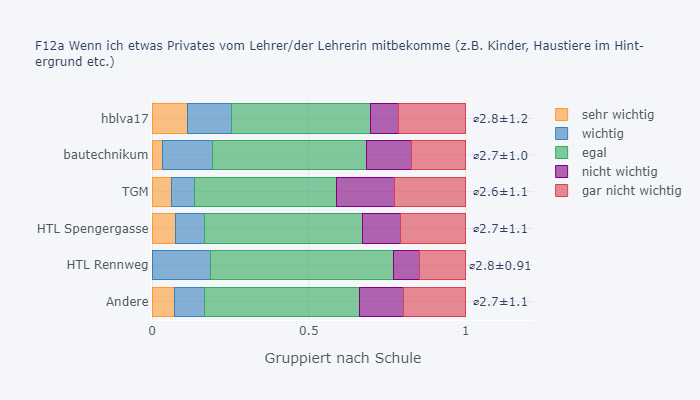 F12a Wenn ich etwas Privates vom Lehrer/der Lehrerin mitbekomme (z.B. Kinder, Haustiere im Hint-
ergrund etc.)
hblva17
bautechnikum
TGM
HTL Spengergasse
HTL Rennweg
Andere
⌀2.8±1.2
⌀2.7±1.0
⌀2.6±1.1
⌀2.7±1.1
⌀2.8±0.91
⌀2.7±1.1
sehr wichtig
wichtig
egal
nicht wichtig
gar nicht wichtig
0
0.5
1
Gruppiert nach Schule